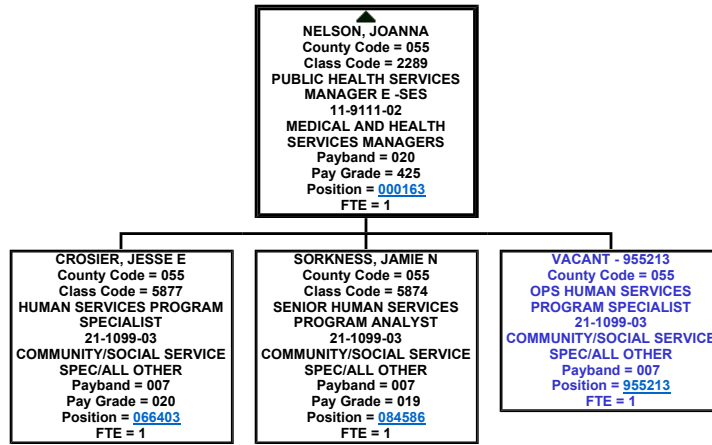 NELSON, JOANNA
County Code = 055
Class Code = 2289
PUBLIC HEALTH SERVICES
MANAGER E -SES
11-9111-02
MEDICAL AND HEALTH
SERVICES MANAGERS
Payband = 020
Pay Grade = 425
Position = 000163
FTE = 1
CROSIER, JESSE E
County Code = 055
Class Code = 5877
HUMAN SERVICES PROGRAM
SPECIALIST
21-1099-03
COMMUNITY/SOCIAL SERVICE
SPEC/ALL OTHER
Payband = 007
Pay Grade = 020
Position = 066403
FTE = 1
SORKNESS, JAMIE N
County Code = 055
Class Code = 5874
SENIOR HUMAN SERVICES
PROGRAM ANALYST
21-1099-03
COMMUNITY/SOCIAL SERVICE
SPEC/ALL OTHER
Payband = 007
Pay Grade = 019
Position = 084586
FTE = 1
VACANT - 955213
County Code = 055
OPS HUMAN SERVICES
PROGRAM SPECIALIST
21-1099-03
COMMUNITY/SOCIAL SERVICE
SPEC/ALL OTHER
Payband = 007
Position = 955213
FTE = 1